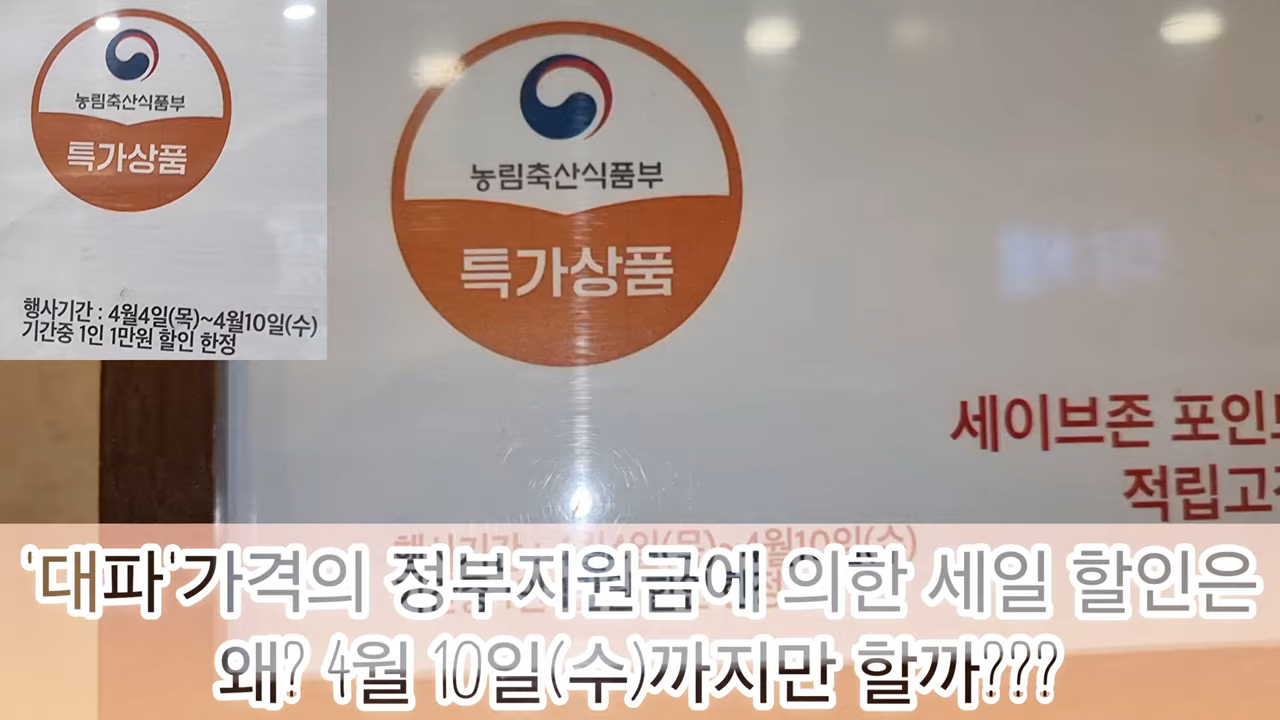 농림축산식품부
특가상품
행사기간 : 4월4일(목)~4월10일(수)
기간중 1인 1만원 할인 한정
농림축산식품부
특가상품
세이브존
적립고
'대파'가격의 정부지원금에 의한 세일 할인은
왜? 4월 10일(수)까지만 할까???